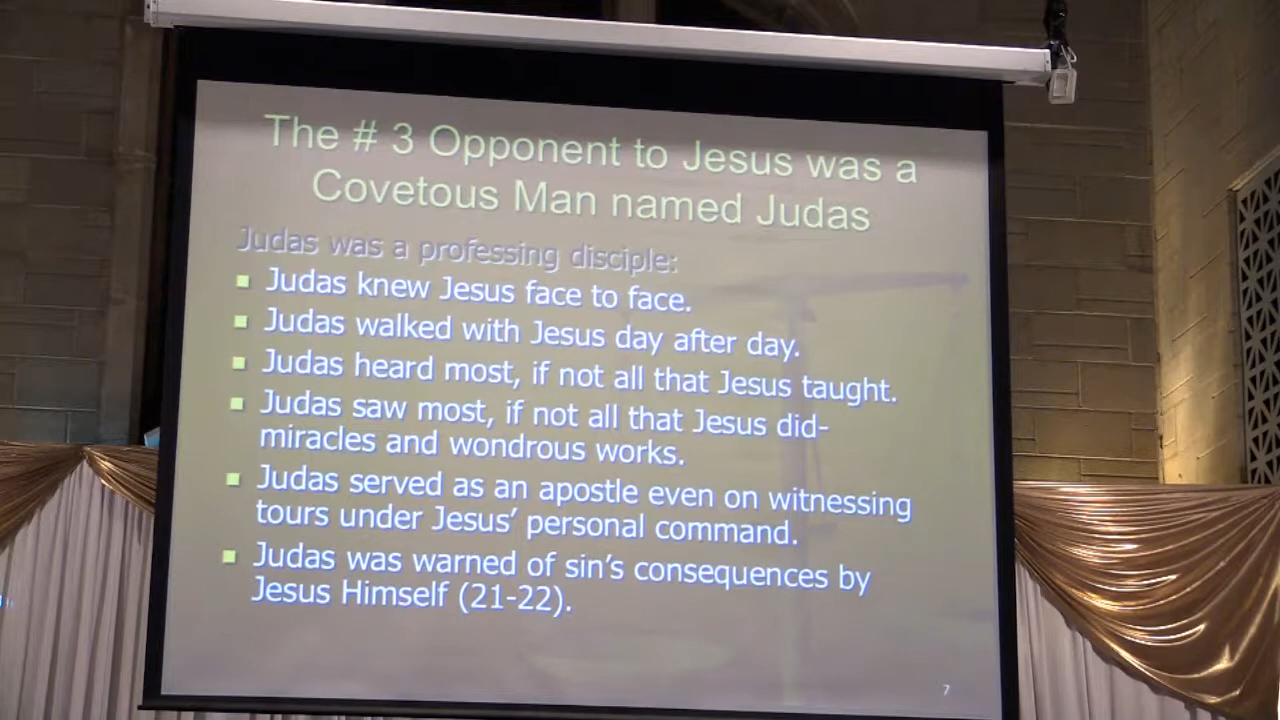 The # 3 Opponent to Jesus was a
Covetous Man named Judas
Judas was a professing disciple:
Judas knew Jesus face to face.
Judas walked with Jesus day after day.
Judas heard most, if not all that Jesus taught.
Judas saw most, if not all that Jesus did-
miracles and wondrous works.
Judas served as an apostle even on witnessing
tours under Jesus’ personal command.
Judas was warned of sin’s consequences by
Jesus Himself (21-22).
7